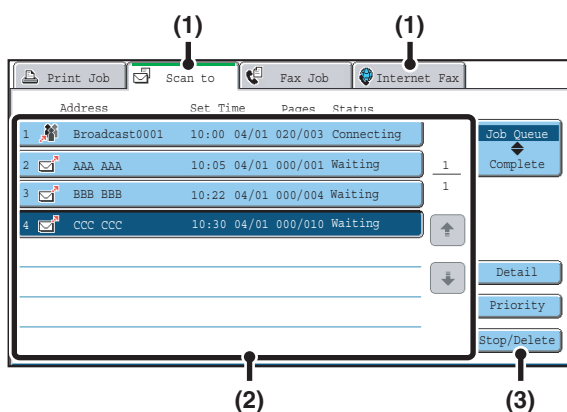 (1) (1)
Print Job Scan to Fax Job Internet Fax
Address Set Time Pages Status
1 Broadcast0001 10:00 04/01 020/003 Connecting
2 AAA AAA 10:05 04/01 000/001 Waiting
3 BBB BBB 10:22 04/01 000/004 Waiting
4 CCC CCC 10:30 04/01 000/010 Waiting
1
1
Job Queue
Complete
Detail
Priority
Stop/Delete
(2) (3)